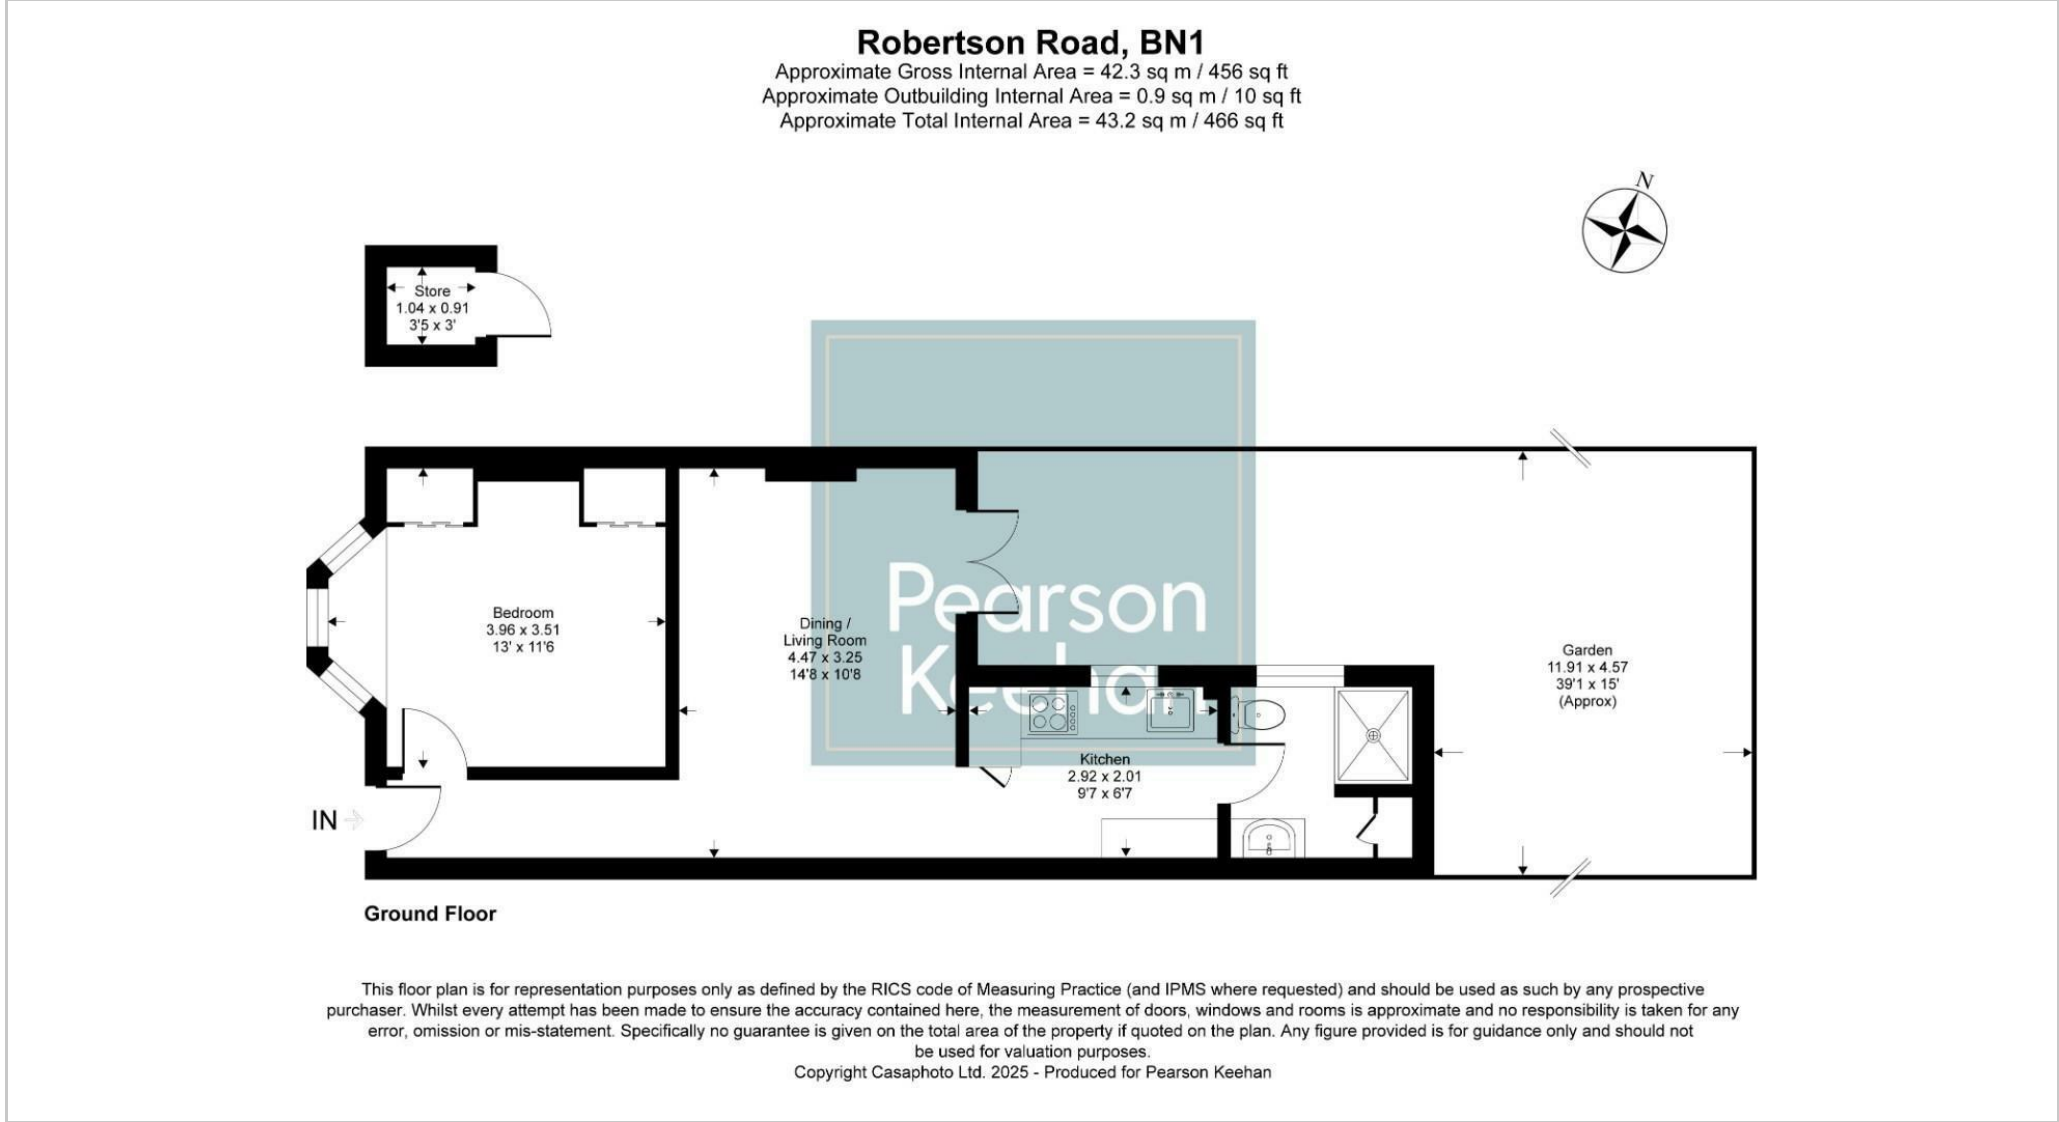 Robertson Road, BN1
Approximate Gross Internal Area = 42.3 sq m / 456 sq ft
Approximate Outbuilding Internal Area = 0.9 sq m / 10 sq ft
Approximate Total Internal Area = 43.2 sq m / 466 sq ft
N
Store
1.04 x 0.91
3'5 x 3'
Bedroom
3.96 x 3.51
13' x 11'6
Dining /
Living Room
4.47 x 3.25
14'8 x 10'8
Pearson
Keehan
Kitchen
2.92 x 2.01
9'7 x 6'7
Garden
11.91 x 4.57
39'1 x 15'
(Approx)
IN
Ground Floor
This floor plan is for representation purposes only as defined by the RICS code of Measuring Practice (and IPMS where requested) and should be used as such by any prospective
purchaser. Whilst every attempt has been made to ensure the accuracy contained here, the measurement of doors, windows and rooms is approximate and no responsibility is taken for any
error, omission or mis-statement. Specifically no guarantee is given on the total area of the property if quoted on the plan. Any figure provided is for guidance only and should not
be used for valuation purposes.
Copyright Casaphoto Ltd. 2025 - Produced for Pearson Keehan